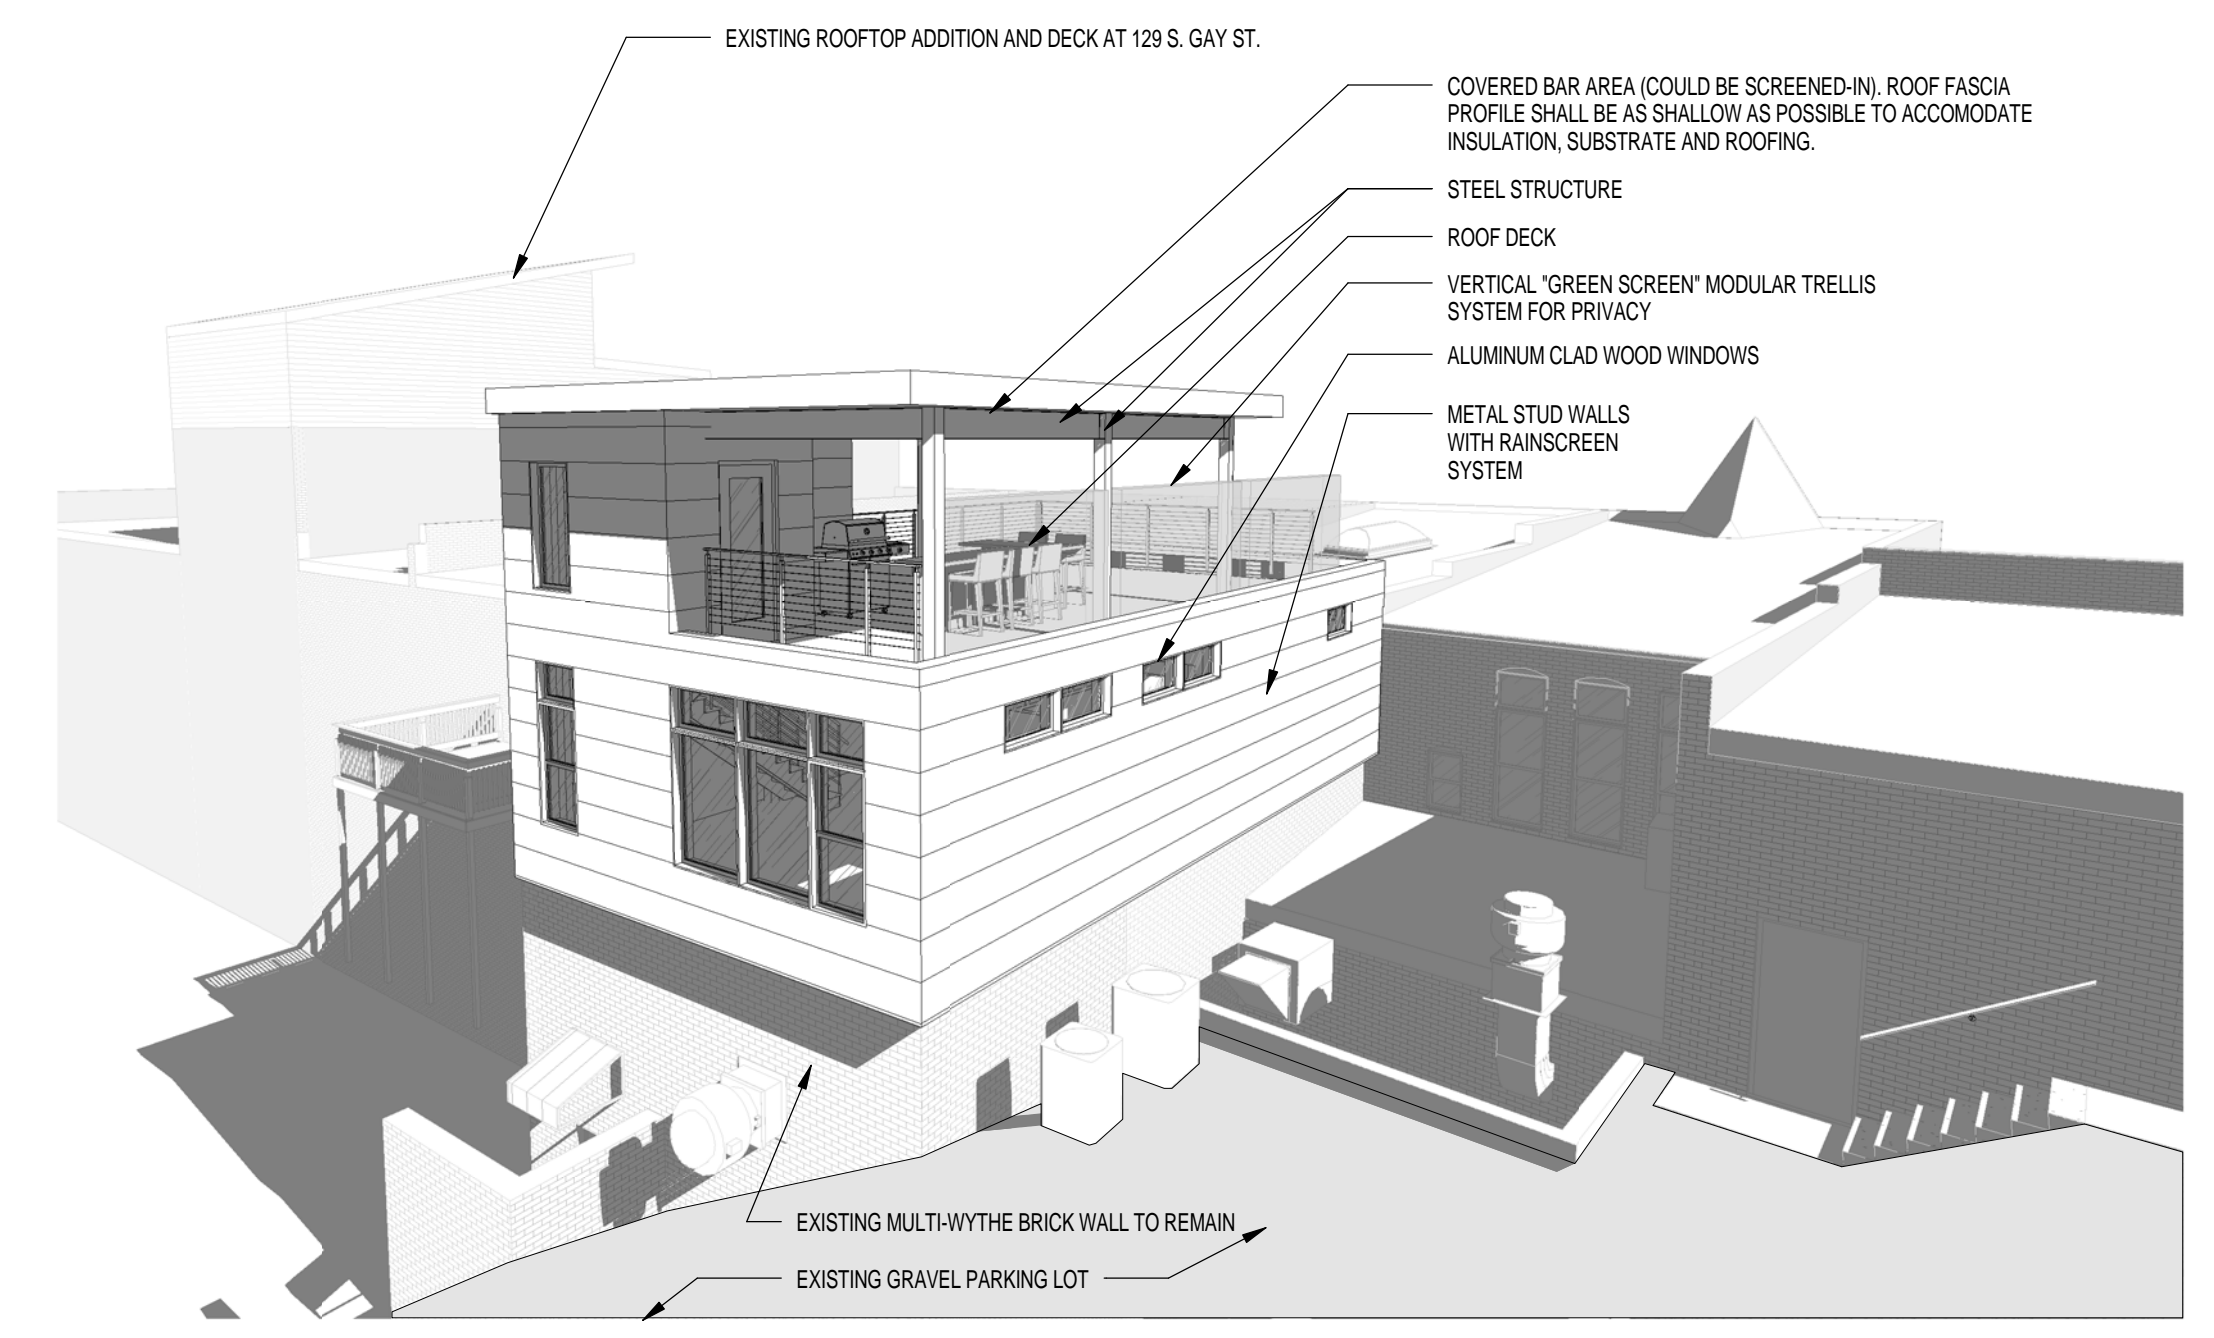 EXISTING ROOFTOP ADDITION AND DECK AT 129 S. GAY ST.
COVERED BAR AREA (COULD BE SCREENED-IN). ROOF FASCIA
PROFILE SHALL BE AS SHALLOW AS POSSIBLE TO ACCOMODATE
INSULATION, SUBSTRATE AND ROOFING.
STEEL STRUCTURE
ROOF DECK
VERTICAL "GREEN SCREEN" MODULAR TRELLIS
SYSTEM FOR PRIVACY
ALUMINUM CLAD WOOD WINDOWS
METAL STUD WALLS
WITH RAINSCREEN
SYSTEM
EXISTING MULTI-WYTHE BRICK WALL TO REMAIN
EXISTING GRAVEL PARKING LOT